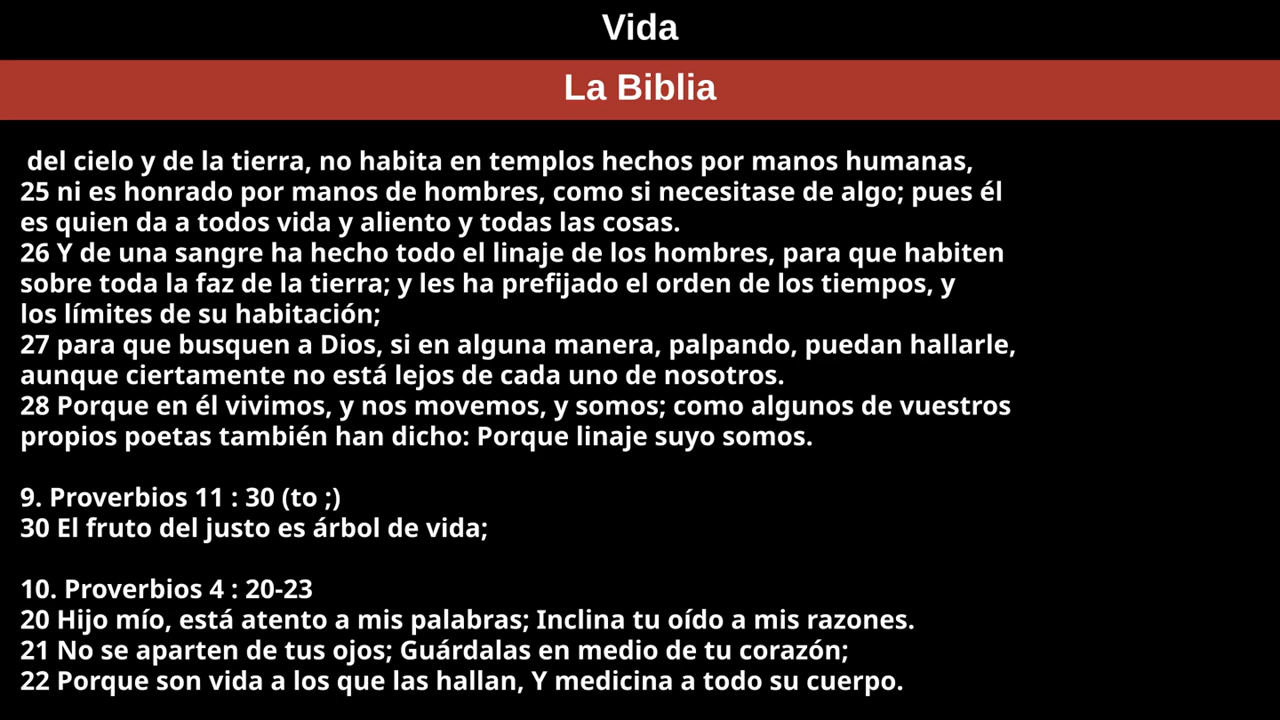 Vida
La Biblia
del cielo y de la tierra, no habita en templos hechos por manos humanas,
25 ni es honrado por manos de hombres, como si necesitase de algo; pues él
es quien da a todos vida y aliento y todas las cosas.
26 Y de una sangre ha hecho todo el linaje de los hombres, para que habiten
sobre toda la faz de la tierra; y les ha prefijado el orden de los tiempos, y
los límites de su habitación;
27 para que busquen a Dios, si en alguna manera, palpando, puedan hallarle,
aunque ciertamente no está lejos de cada uno de nosotros.
28 Porque en él vivimos, y nos movemos, y somos; como algunos de vuestros
propios poetas también han dicho: Porque linaje suyo somos.
9. Proverbios 11 : 30 (to ;)
30 El fruto del justo es árbol de vida;
10. Proverbios 4 : 20-23
20 Hijo mío, está atento a mis palabras; Inclina tu oído a mis razones.
21 No se aparten de tus ojos; Guárdalas en medio de tu corazón;
22 Porque son vida a los que las hallan, Y medicina a todo su cuerpo.